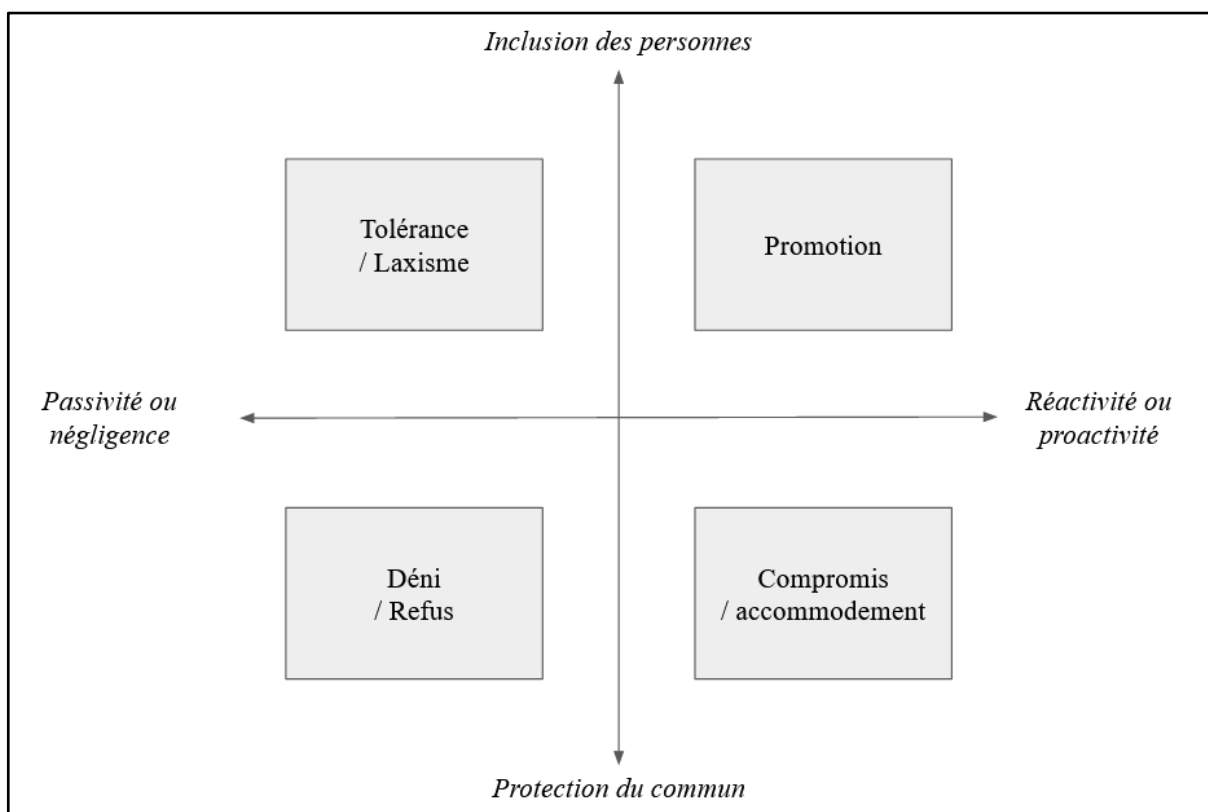 Inclusion des personnes
Tolérance
/ Laxisme
Promotion
Passivité ou
négligence
Réactivité ou
proactivité
Déni
/ Refus
Compromis
/ accommodement
Protection du commun